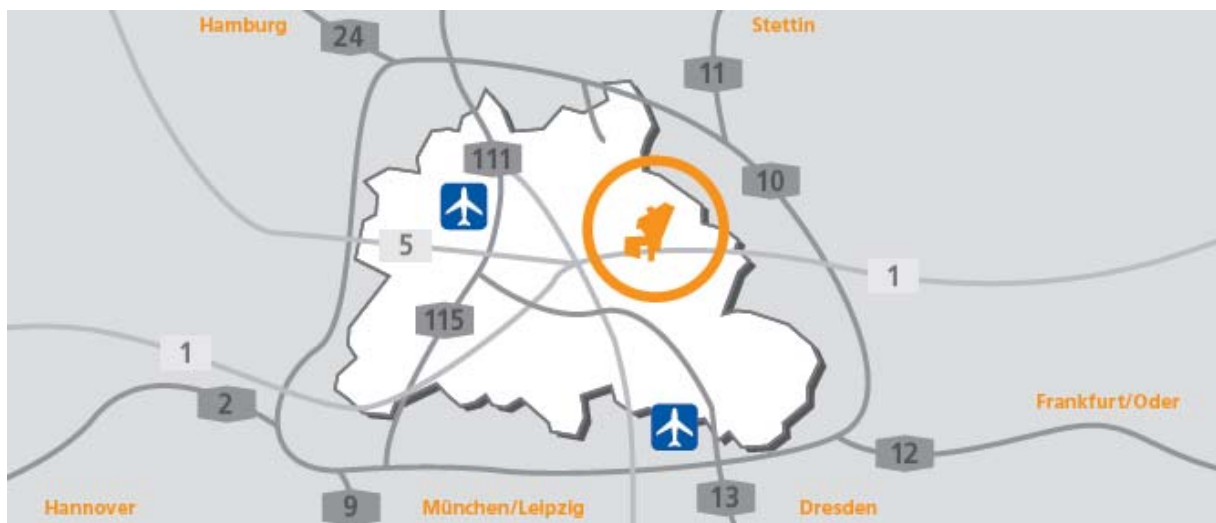 Hamburg
24
Stettin
11
111
10
5
1
115
1
2
Frankfurt/Oder
12
Hannover
9
München/Leipzig
13
Dresden